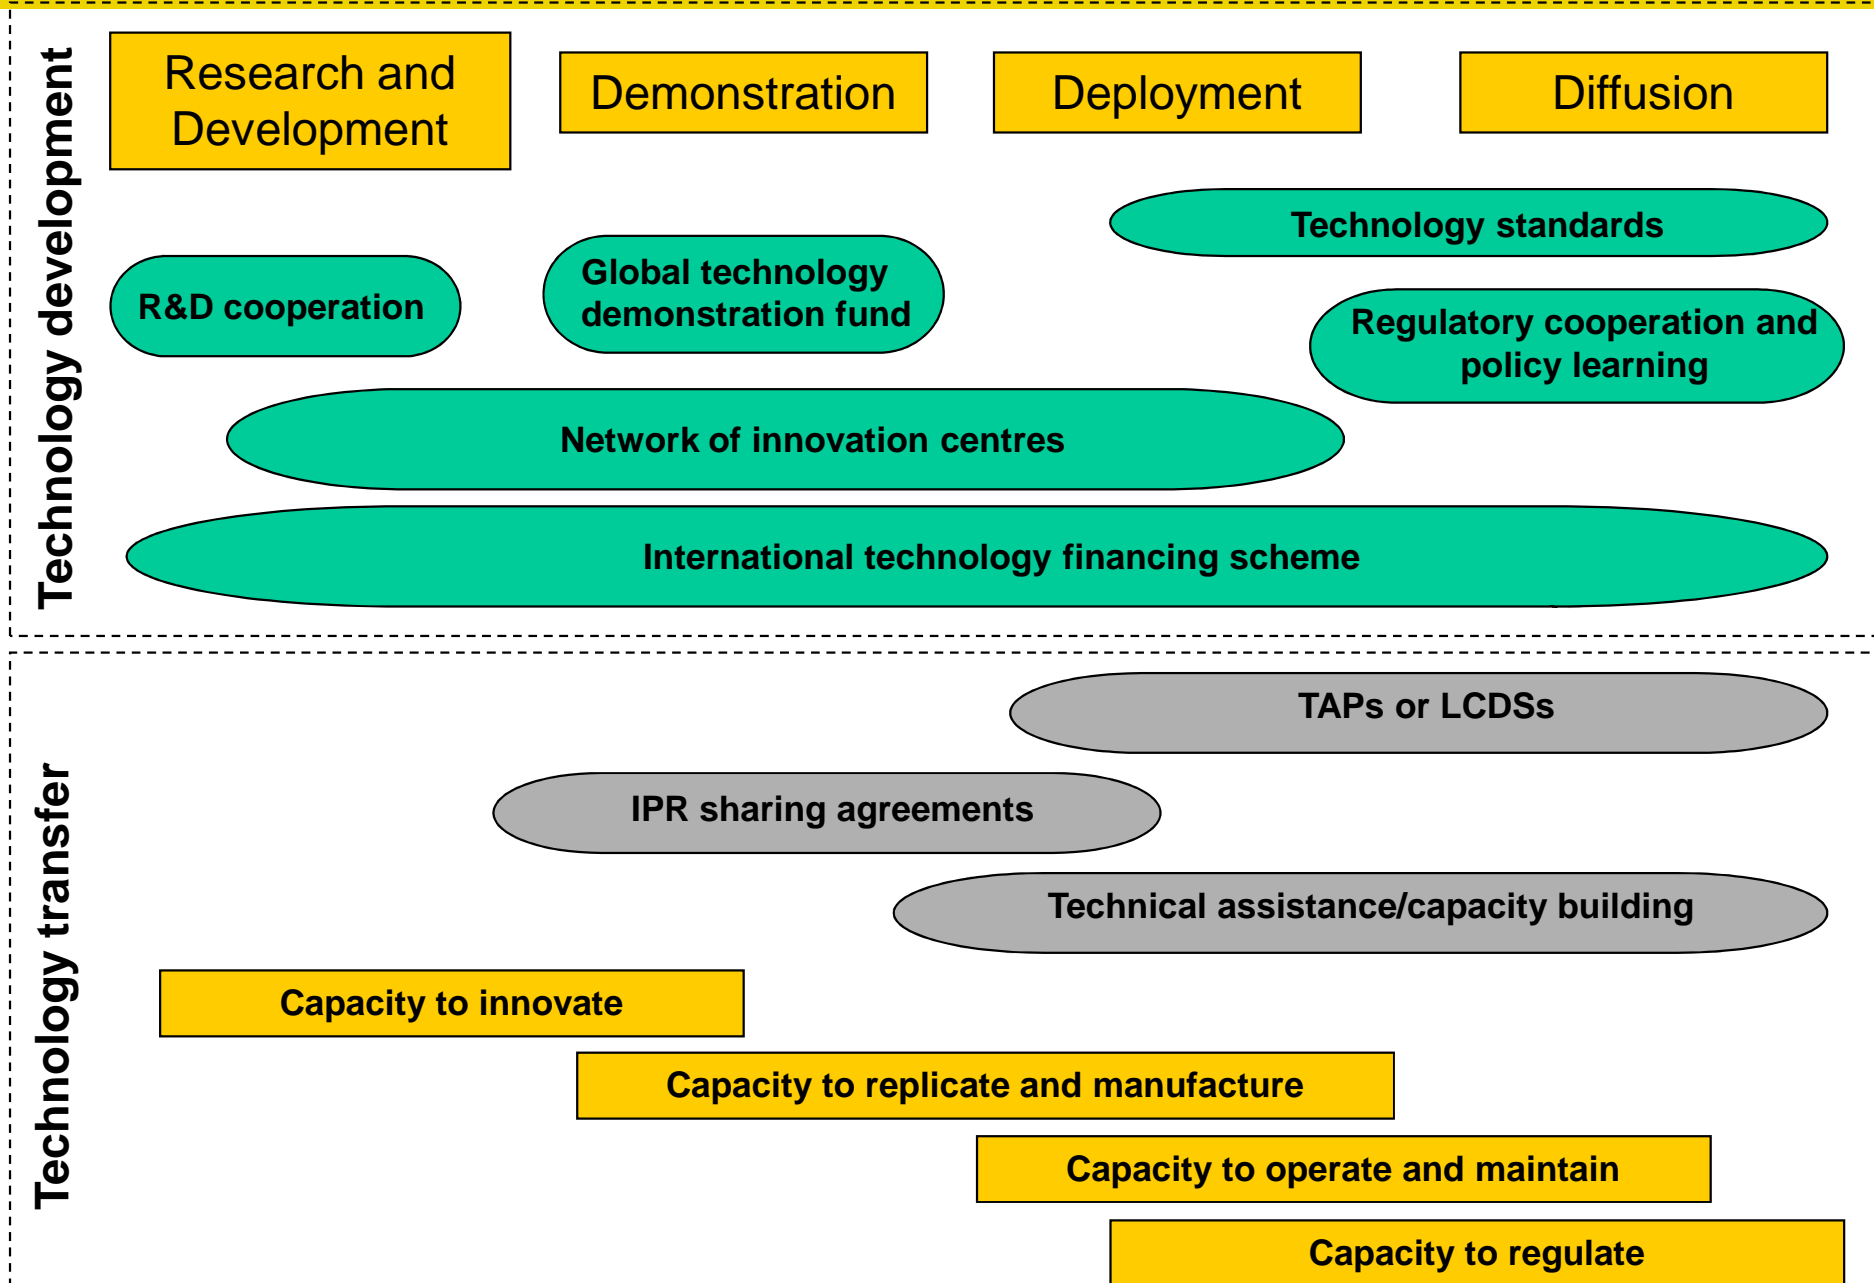 Technology development
Research and
Development
Demonstration
Deployment
Diffusion
Technology standards
R&D cooperation
Global technology
demonstration fund
Regulatory cooperation and
policy learning
Network of innovation centres
International technology financing scheme
Technology transfer
TAPs or LCDSs
IPR sharing agreements
Technical assistance/capacity building
Capacity to innovate
Capacity to replicate and manufacture
Capacity to operate and maintain
Capacity to regulate